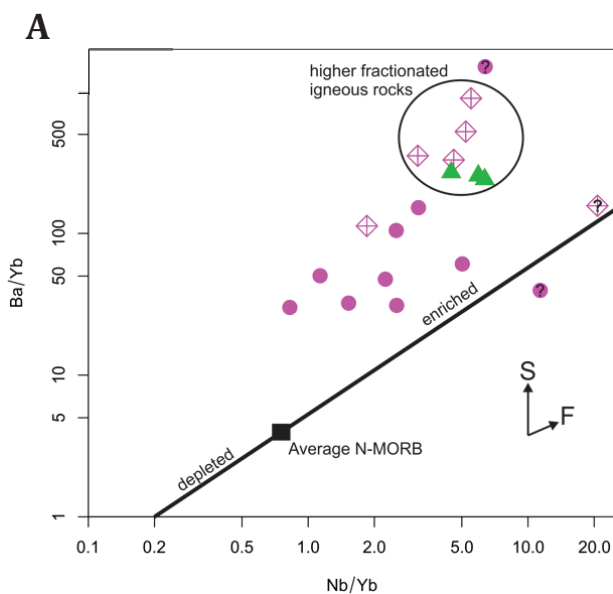 A
higher fractionated
igneous rocks
?
?
?
enriched
depleted
Average N-MORB
S
F
Ba/Yb
500
100
50
10
5
1
0.1 0.2 0.5 1.0 2.0 5.0 10.0 20.0
Nb/Yb